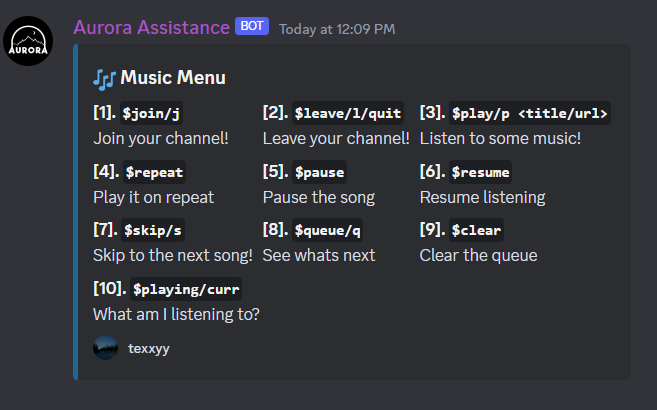 AURORA
Aurora Assistance BOT Today at 12:09 PM
Music Menu
[1]. $join/j
Join your channel!
[2]. $leave/l/quit
Leave your channel!
[3]. $play/p <title/url>
Listen to some music!
[4]. $repeat
Play it on repeat
[5]. $pause
Pause the song
[6]. $resume
Resume listening
[7]. $skip/s
Skip to the next song!
[8]. $queue/q
See whats next
[9]. $clear
Clear the queue
[10]. $playing/curr
What am I listening to?
texxyy